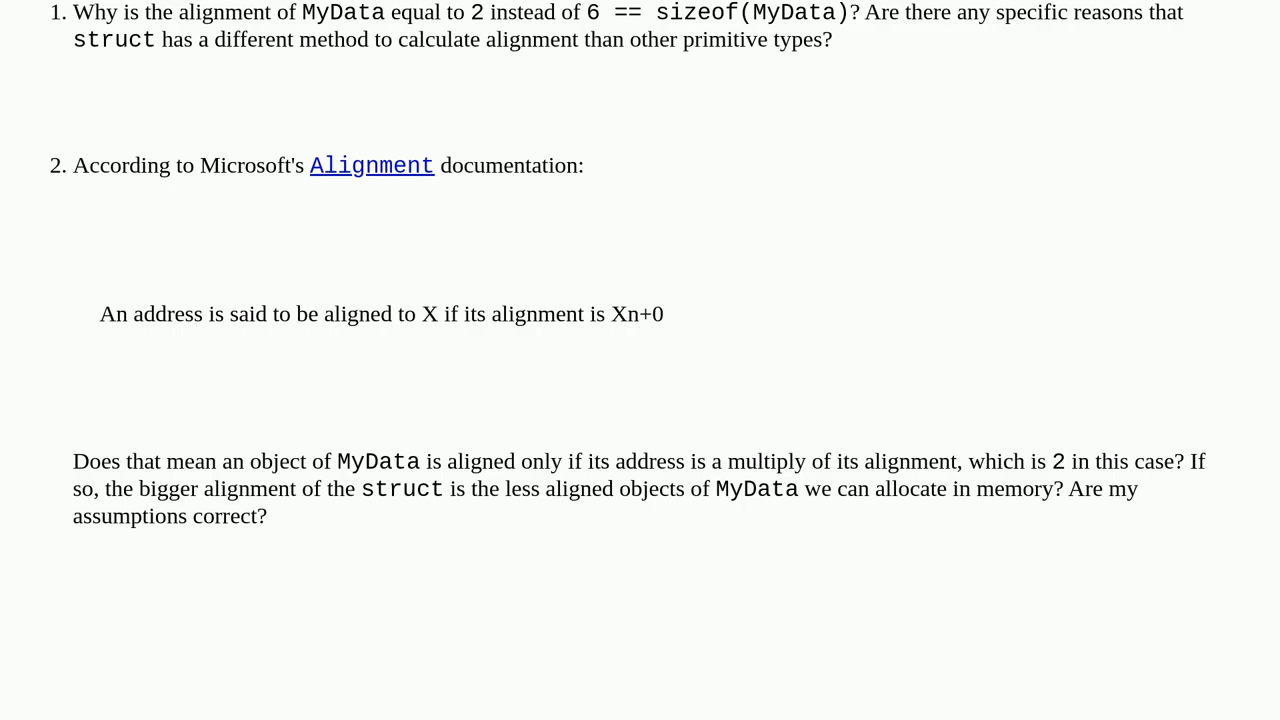 1. Why is the alignment of MyData equal to 2 instead of 6 == sizeof(MyData)? Are there any specific reasons that
struct has a different method to calculate alignment than other primitive types?
2. According to Microsoft's Alignment documentation:
An address is said to be aligned to X if its alignment is Xn+0
Does that mean an object of MyData is aligned only if its address is a multiply of its alignment, which is 2 in this case? If
so, the bigger alignment of the struct is the less aligned objects of MyData we can allocate in memory? Are my
assumptions correct?